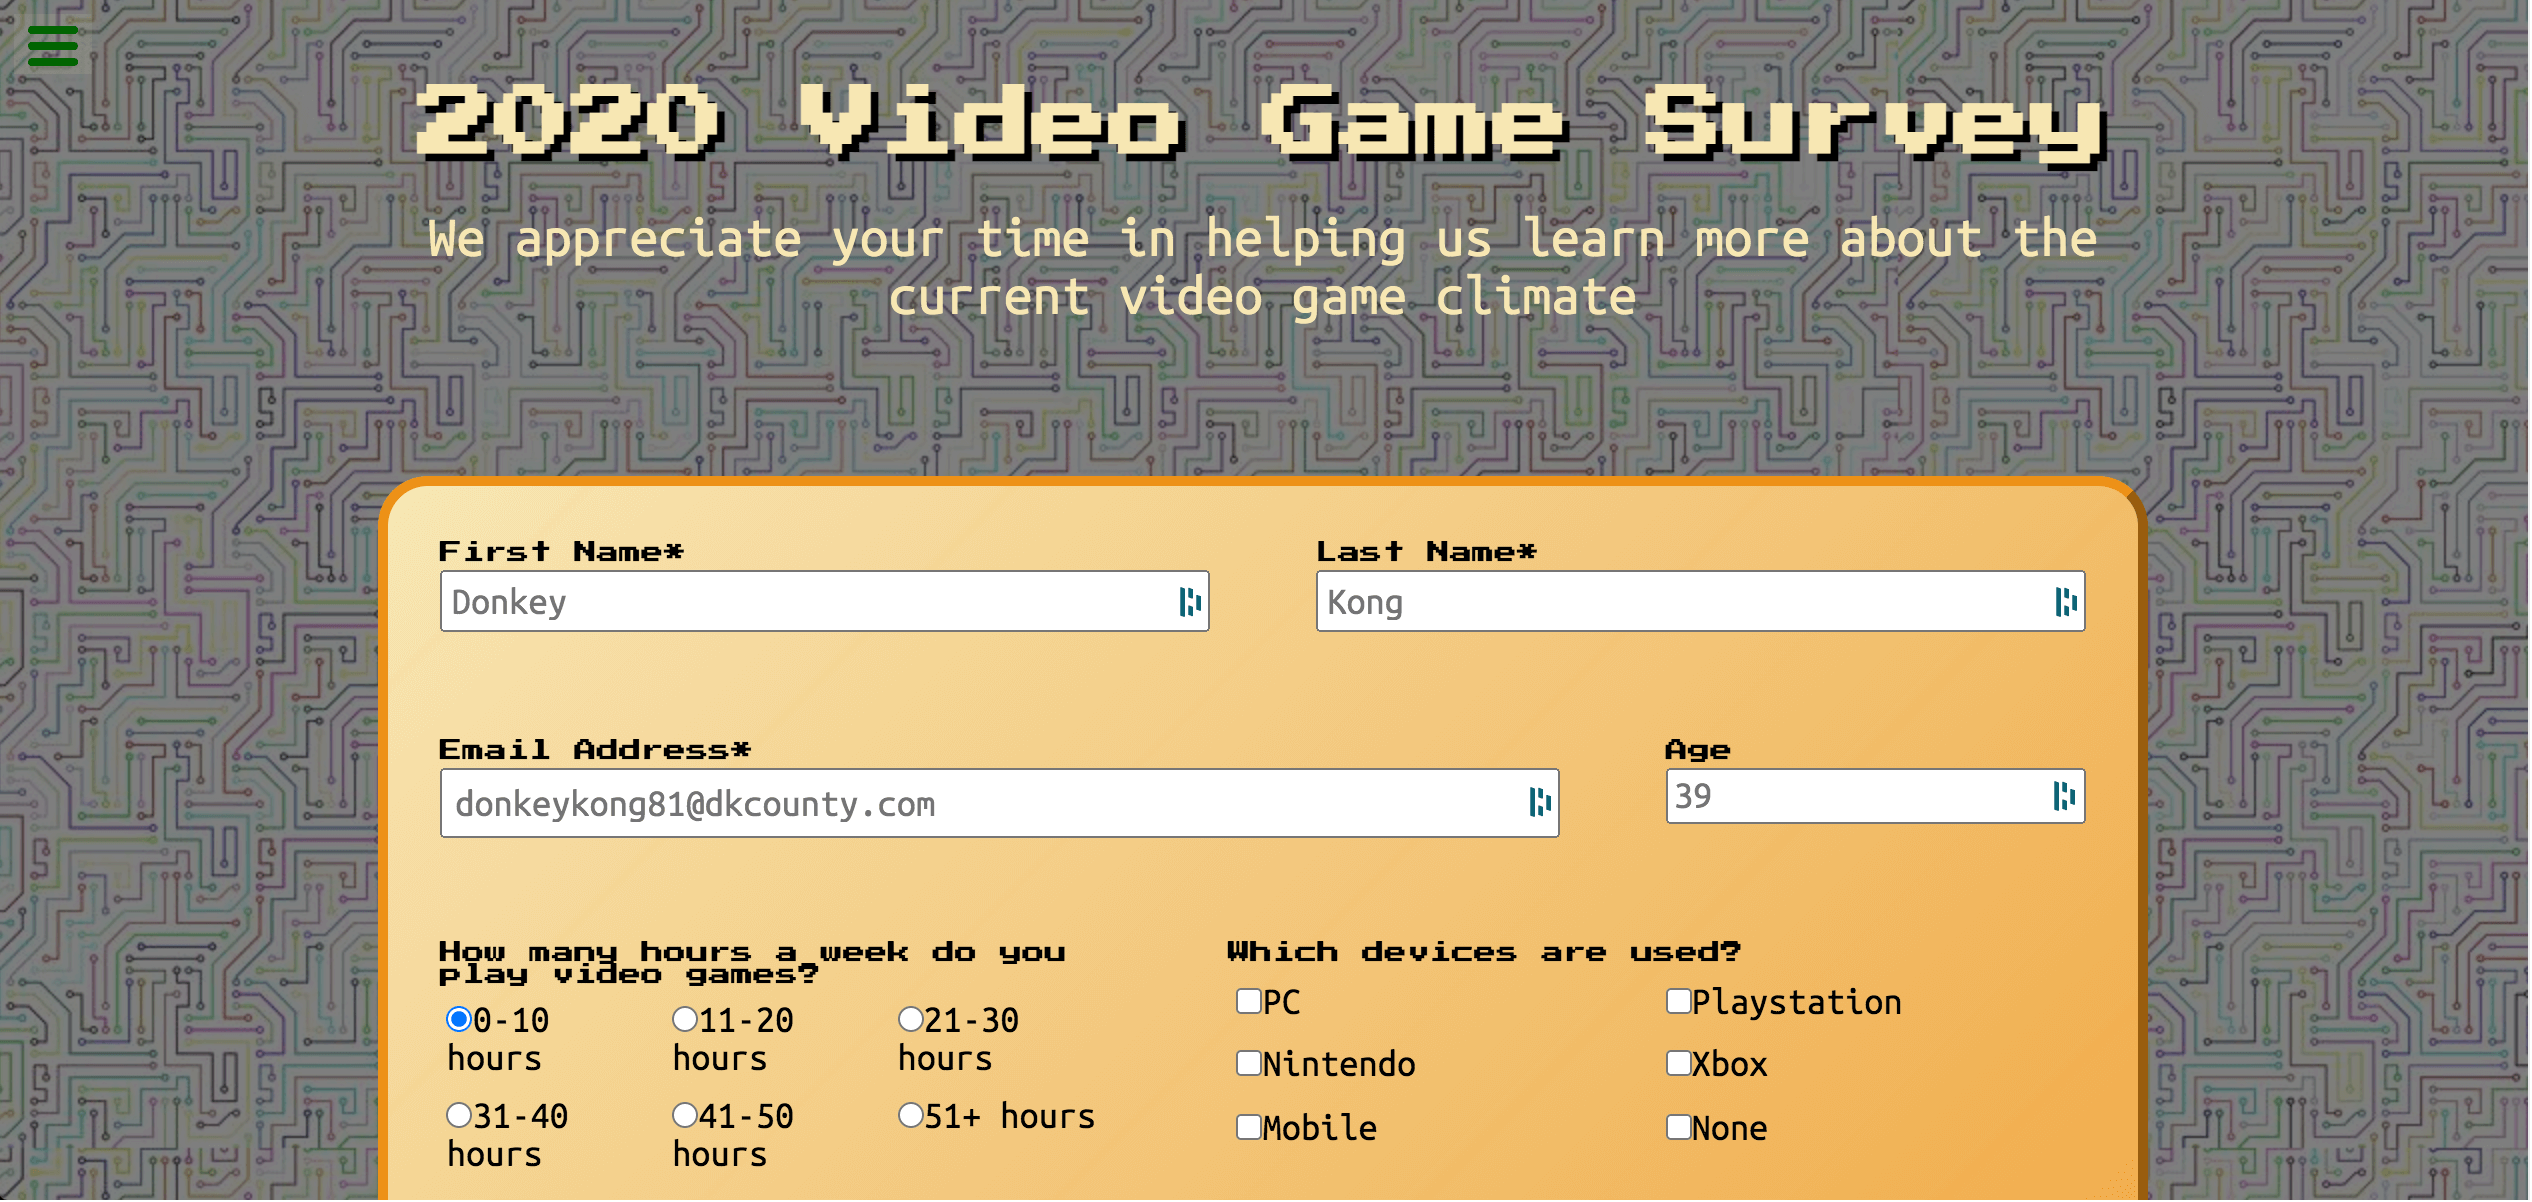 2020 Video Game Survey
We appreciate your time in helping us learn more about the
current video game climate
First Name*
Last Name*
Donkey
Kong
Email Address*
Age
donkeykong81@dkcounty.com
39
How many hours a week do you
play video games?
0-10
hours
11-20
hours
21-30
hours
31-40
hours
41-50
hours
51+ hours
Which devices are used?
PC
Playstation
Nintendo
Xbox
Mobile
None